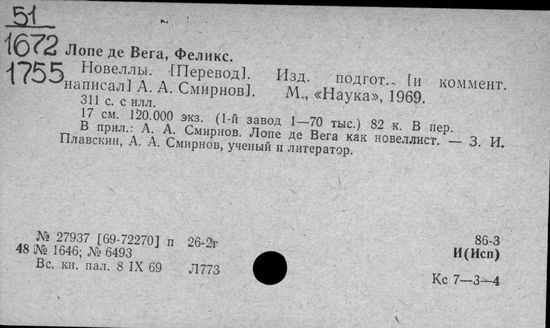 51
1672
1755
Лопе де Вега, Феликс.
Новеллы. [Перевод]. Изд. подгот.. [и коммент.
написал] А. А. Смирнов]. М., «Наука», 1969.
311 с. с илл.
17 см. 120.000 экз. (1-й завод 1—70 тыс.) 82 к. В пер.
В прил.: А. А. Смирнов. Лопе де Вега как новеллист. — З. И.
Плавскин, А. А. Смирнов, ученый и литератор.
№ 27937 [69-72270] п 26-2г
48 № 1646; № 6493
Вс. кн. пал. 8 IX 69 Л773
86-3
И(Исп)
Кс 7—3—4